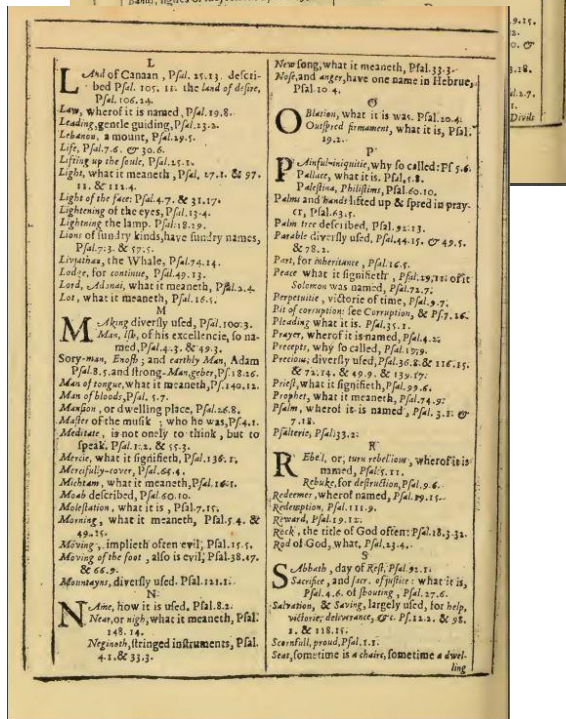 L
LAnd of Canaan, Psal. 25.13. descri-
bed Psal. 105. 11. the land of desire,
Psal. 106.24.
Law, wherof it is named, Psal.19.8.
Leading, gentle guiding, Psal.23.2.
Lebanon, a mount, Psal.29.5.
Life, Psal.7.6. & 30.6.
Lifting up the soule, Psal.25.1.
Light, what it meaneth, Psal. 27.1. & 97.
11. & 112.4.
Light of the face: Psal.4.7. & 31.17.
Lightening of the eyes, Psal.13.4.
Lightning the lamp. Psal.18.29.
Lions of sundry kinds, have sundry names,
Psal.7.3. & 57.5.
Livjathan, the Whale, Psal.74.14.
Lodge, for continue, Psal.49.13.
Lord, Adonai, what it meaneth, Psal.2.4.
Lot, what it meaneth, Psal.16.5.
M
MAking diversly used, Psal.100.3.
Man, Ish, of his excellencie, so na-
med, Psal.4.3. & 49.3.
Sory-man, Enosh; and earthly Man, Adam
Psal.8.5. and strong-Man, geber, Ps.18.26.
Man of tongue, what it meaneth, Ps.140.12.
Man of bloods, Psal. 5.7.
Mansion, or dwelling place, Psal.26.8.
Master of the musik; who he was, Ps.4.1.
Meditate, is not onely to think, but to
speak. Psal.1.2. & 55.3.
Mercie, what it signifieth, Psal.136.1.
Mercifully-cover, Psal.65.4.
Michtam, what it meaneth, Psal.16.1.
Moab described, Psal.60.10.
Molestation, what it is, Psal.7.15.
Morning, what it meaneth, Psal.5.4. &
49.15.
Moving, implieth often evil, Psal.15.5.
Moving of the foot, also is evil, Psal.38.17.
& 66.9.
Mountayns, diversly used. Psal.121.1.
N
NAme, how it is used. Psal.8.2.
Near, or nigh, what it meaneth, Psal.
148.14.
Neginoth, stringed instruments, Psal.
4.1. & 33.3.
New song, what it meaneth, Psal.33.3.
Nose, and anger, have one name in Hebrue,
Psal.10 4.
O
OBlation, what it is was. Psal.20.4.
Outspred firmament, what it is, Psal.
19.2.
P
PAinful-iniquitie, why so called: Ps 5.6.
Pallace, what it is, Psal.5.8.
Palestina, Philistims, Psal.60.10.
Palms and hands lifted up & spred in pray-
er, Psal.63.5.
Palm tree described, Psal.92.13.
Parable diversly used, Psal.44.15. & 49.5.
& 78.2.
Part, for inheritance, Psal.16.5.
Peace what it signifieth, Psal.29.11. of it
Solomon was named, Psal.72.7.
Perpetuitie, victorie of time, Psal.9.7.
Pit of corruption: see Corruption, & Ps.7.16.
Pleading what it is. Psal.35.1.
Prayer, wherof it is named, Psal.4.2.
Precepts, why so called, Psal.19.9.
Precious, diversly used, Psal.36.8. & 116.15.
& 72.14. & 49.9. & 139.17.
Priest, what it signifieth, Psal.99.6.
Prophet, what it meaneth, Psal.74.9.
Psalm, wherof it is named, Psal. 3.1. &
7.18.
Psalterie, Psal.33.2.
R
REbell, or, turn rebellious, wherof it is
named, Psal.5.11.
Rebuke, for destruction, Psal.9.6.
Redeemer, wherof named, Psal.19.15.
Redemption, Psal.111.9.
Reward, Psal.19.12.
Rock, the title of God often: Psal.18.3.32.
Rod of God, what, Psal.23.4.
S
SAbbath, day of Rest, Psal.92.1.
Sacrifice, and sacr. of justice: what it is,
Psal.4.6. of shouting, Psal.27.6.
Salvation, & Saving, largely used, for help,
victorie, deliverance, &c. Ps.12.2. & 98.
1. & 118.15.
Scornfull, proud, Psal.1.1.
Seat, sometime is a chaire, sometime a dwel-
ling
9.15.
3.18.
Divils